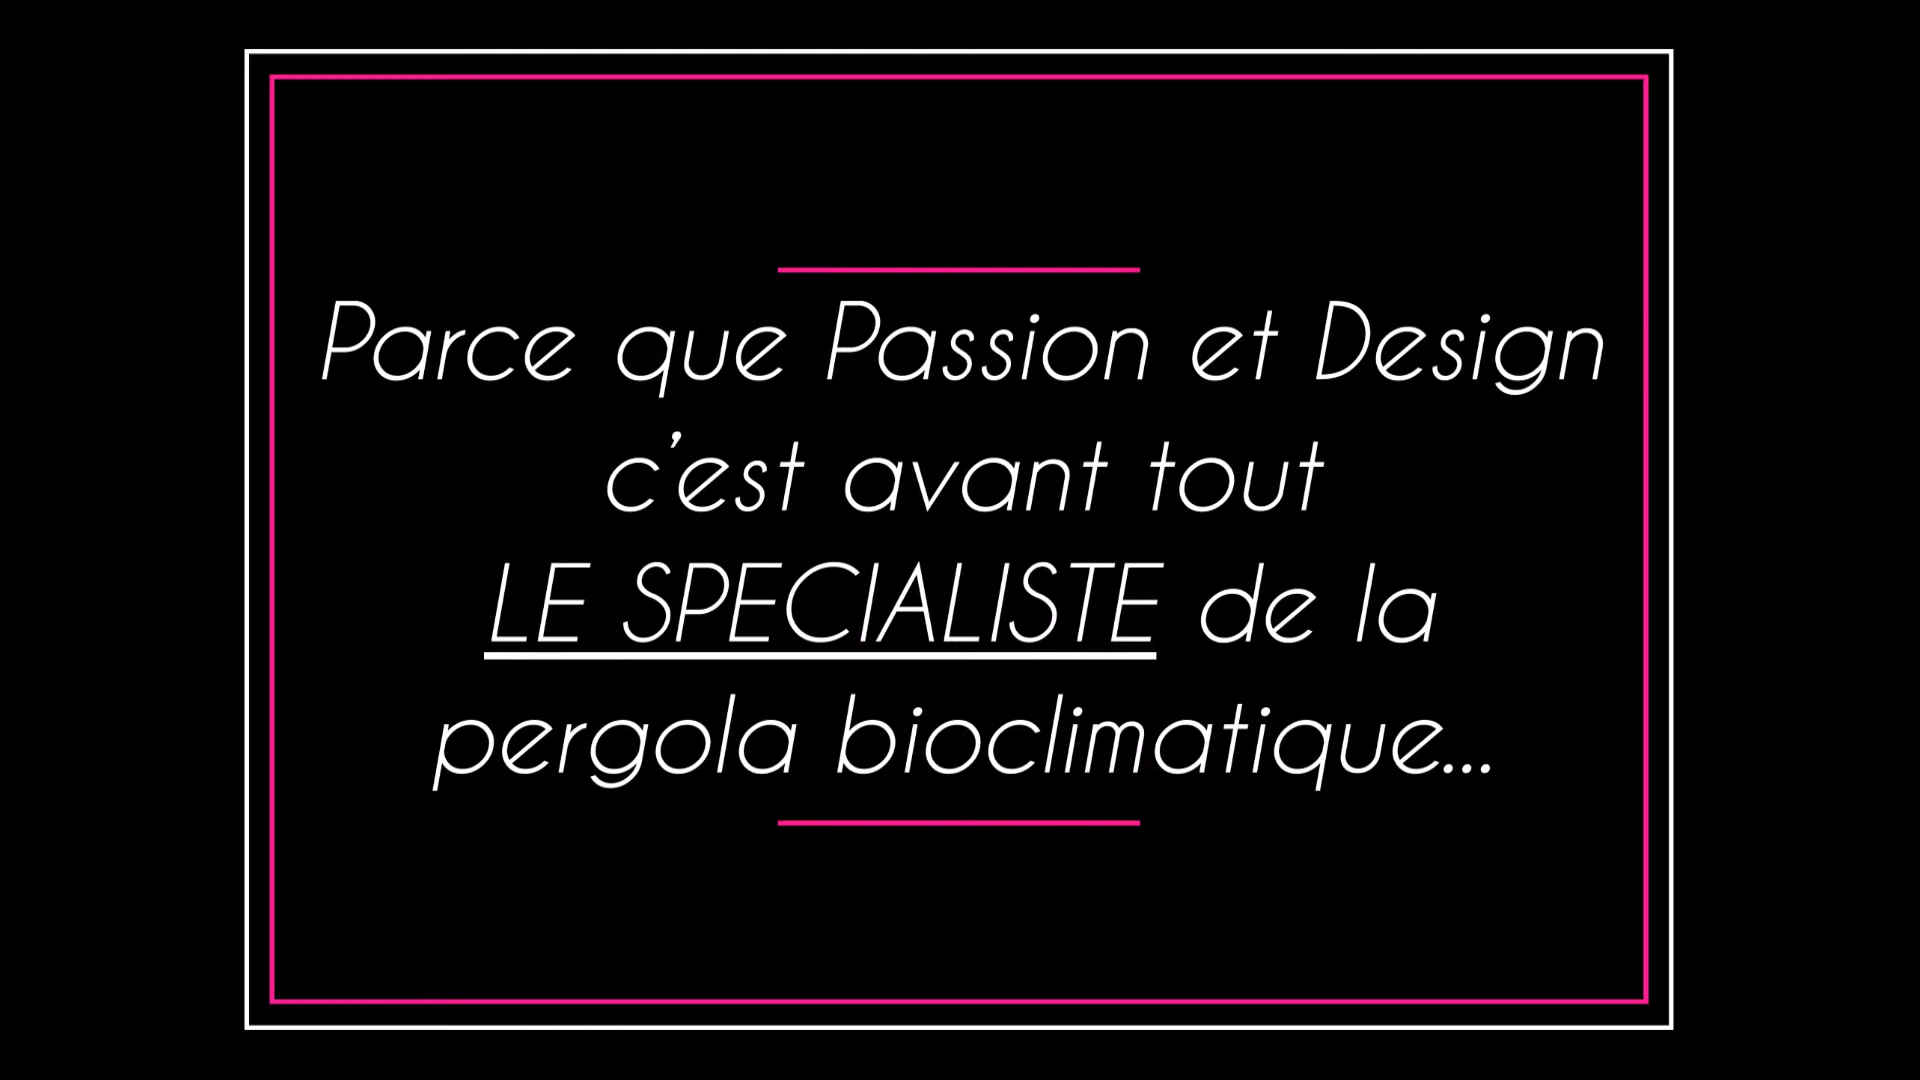 Parce que Passion et Design
c’est avant tout
LE SPECIALISTE de la
pergola bioclimatique...